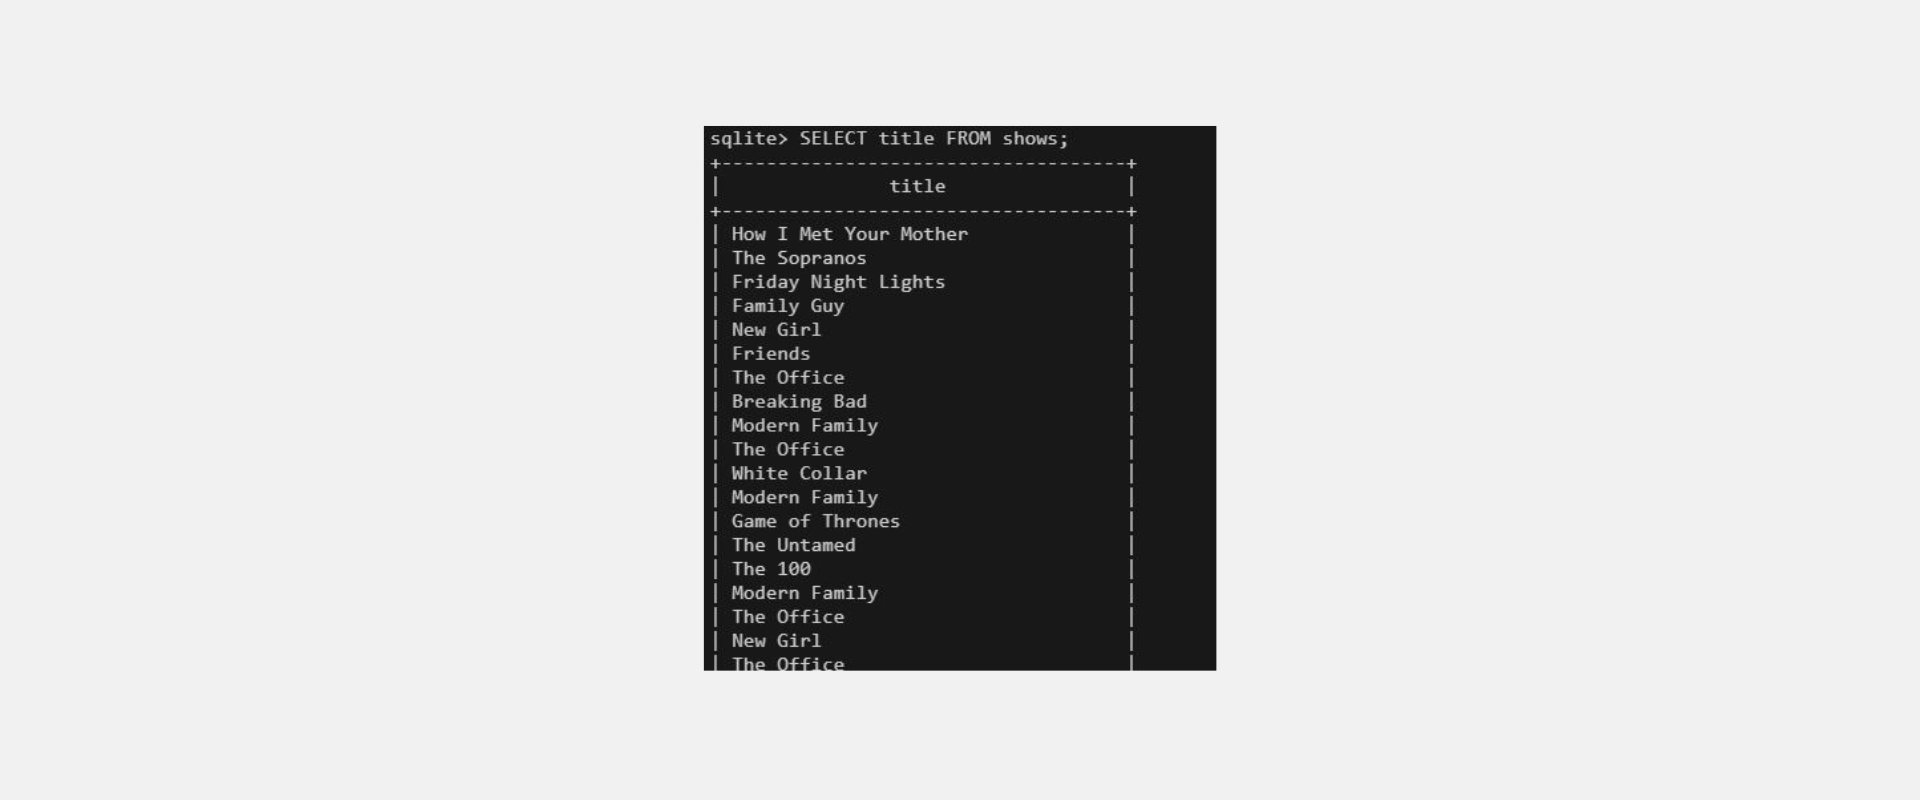 sqlite> SELECT title FROM shows;
+------------------------------------+
|               title                |
+------------------------------------+
| How I Met Your Mother              |
| The Sopranos                       |
| Friday Night Lights                |
| Family Guy                         |
| New Girl                           |
| Friends                            |
| The Office                         |
| Breaking Bad                       |
| Modern Family                      |
| The Office                         |
| White Collar                       |
| Modern Family                      |
| Game of Thrones                    |
| The Untamed                        |
| The 100                            |
| Modern Family                      |
| The Office                         |
| New Girl                           |
| The Office                         |